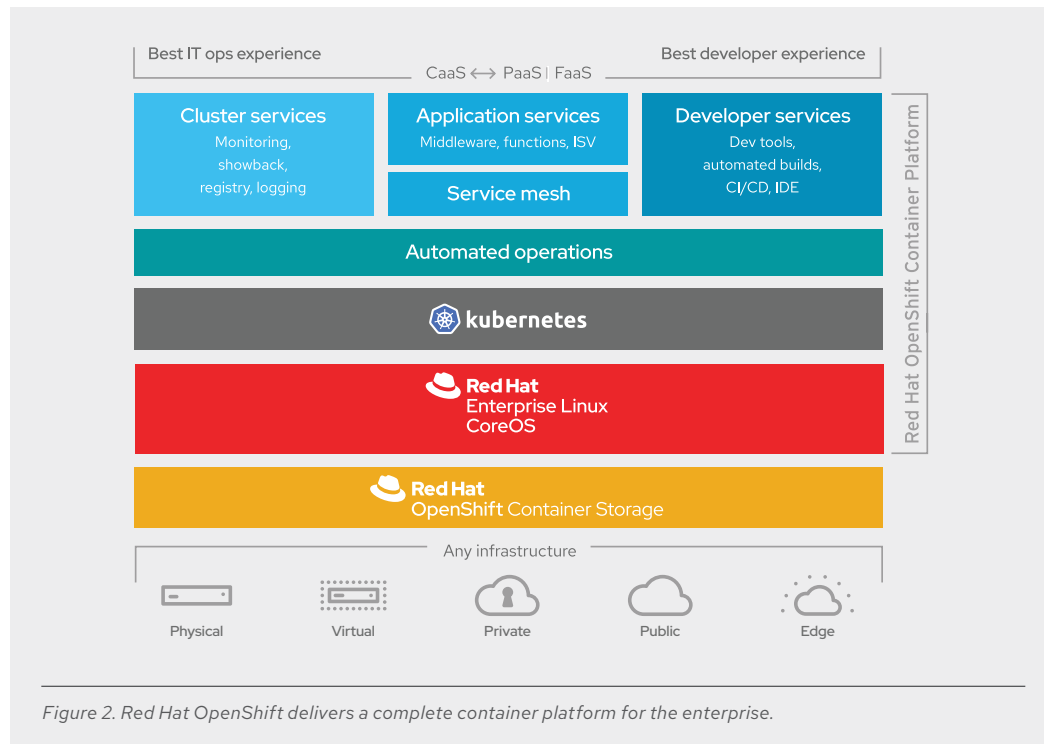 Best IT ops experience
Best developer experience
CaaS ⟷ PaaS | FaaS
Cluster services
Monitoring,
showback,
registry, logging
Application services
Middleware, functions, ISV
Service mesh
Developer services
Dev tools,
automated builds,
CI/CD, IDE
Red Hat OpenShift Container Platform
Automated operations
kubernetes
Red Hat
Enterprise Linux
CoreOS
Red Hat
OpenShift Container Storage
Any infrastructure
Physical
Virtual
Private
Public
Edge
Figure 2. Red Hat OpenShift delivers a complete container platform for the enterprise.